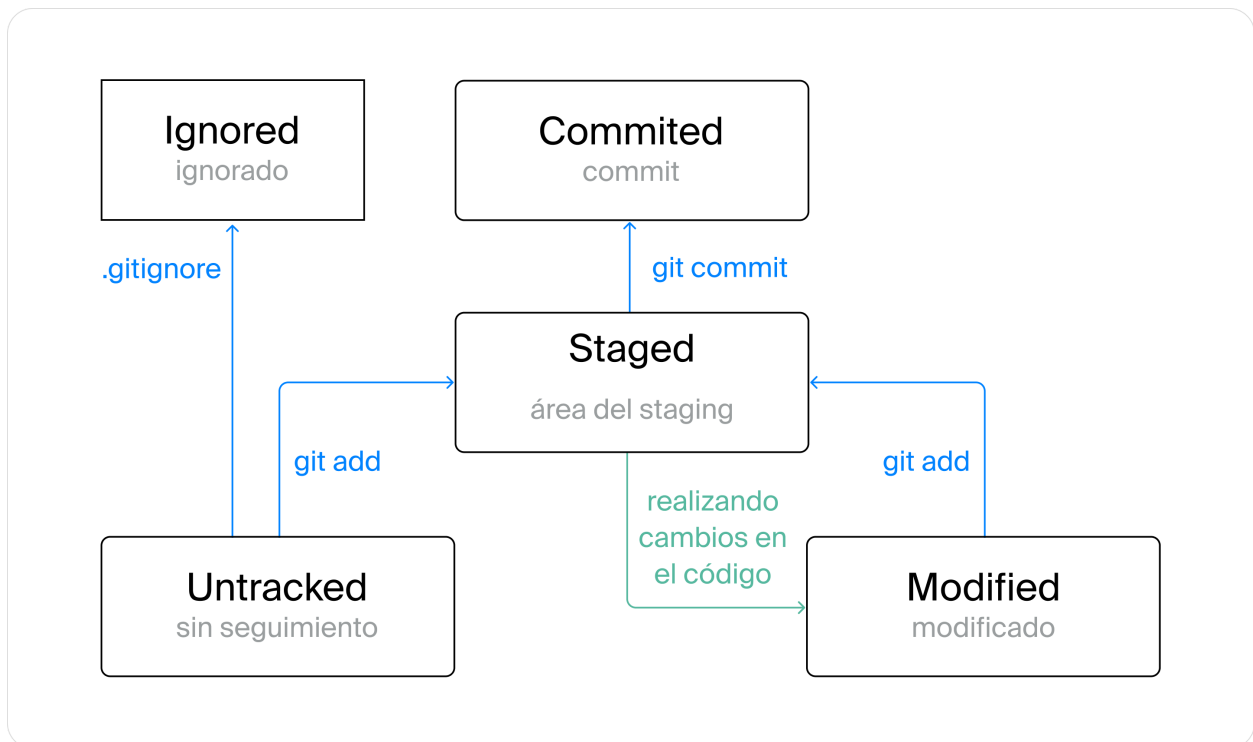 Ignored
ignorado
Commited
commit
.gitignore
git commit
Staged
área del staging
git add
git add
realizando
cambios en
el código
Untracked
sin seguimiento
Modified
modificado